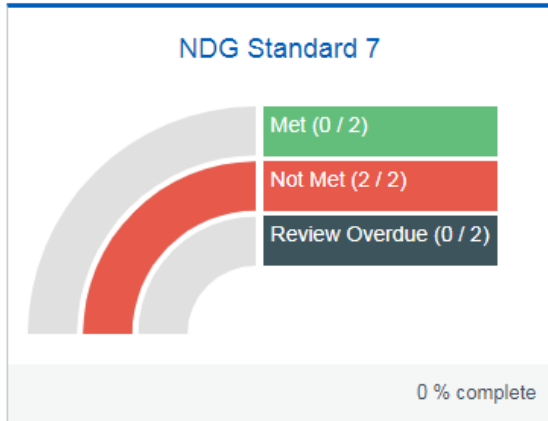 NDG Standard 7
Met (0 / 2)
Not Met (2 / 2)
Review Overdue (0 / 2)
0 % complete